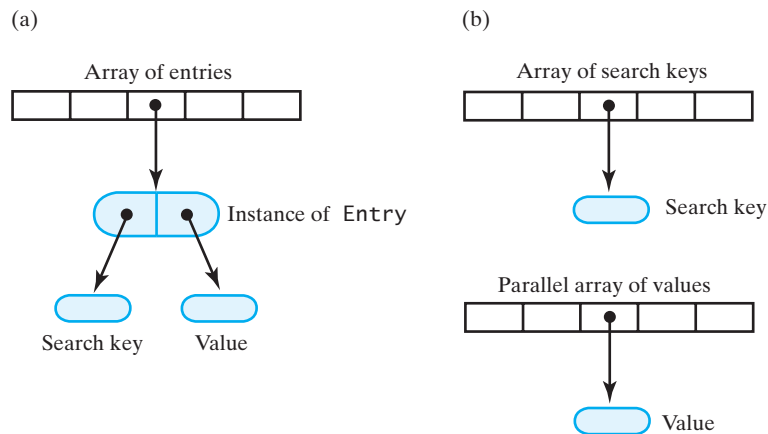 (a)
Array of entries
Instance of Entry
Search key
Value
(b)
Array of search keys
Search key
Parallel array of values
Value